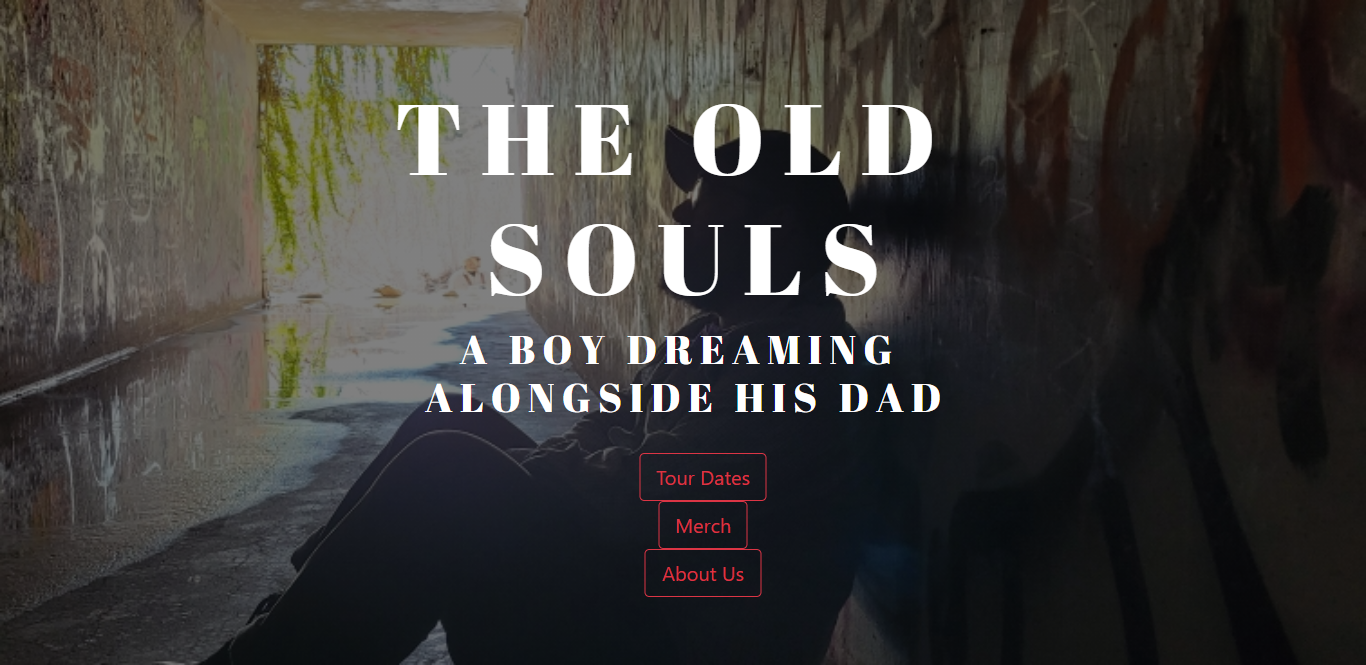 THE OLD
SOULS
A BOY DREAMING
ALONGSIDE HIS DAD
Tour Dates
Merch
About Us